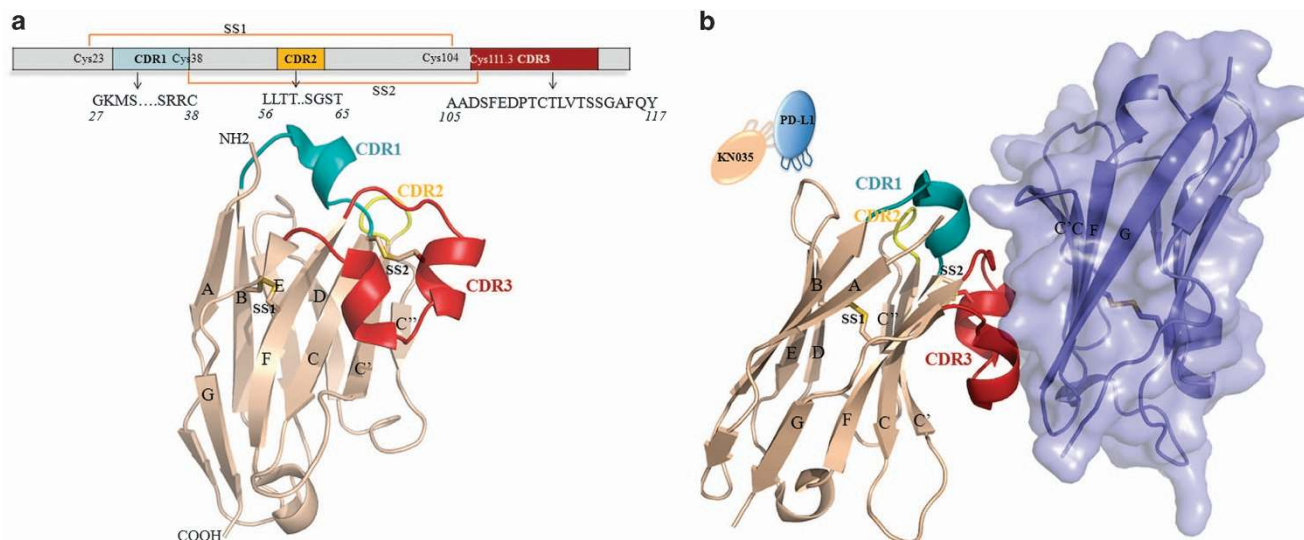 a
SS1
Cys23 CDR1 Cys38 CDR2 Cys104 Cys111.3 CDR3
SS2
GKMS....SRRC LLTT..SGST AADSFEDPTCTLVTSSGAFQY
27 38 56 65 105 117
NH2
CDR1
CDR2
SS2
CDR3
A B E D
SS1
C''
F C C'
G
COOH
b
PD-L1
KN035
CDR1
CDR2
C' C F G
SS2
B A
SS1 C''
E D
CDR3
G F C C'